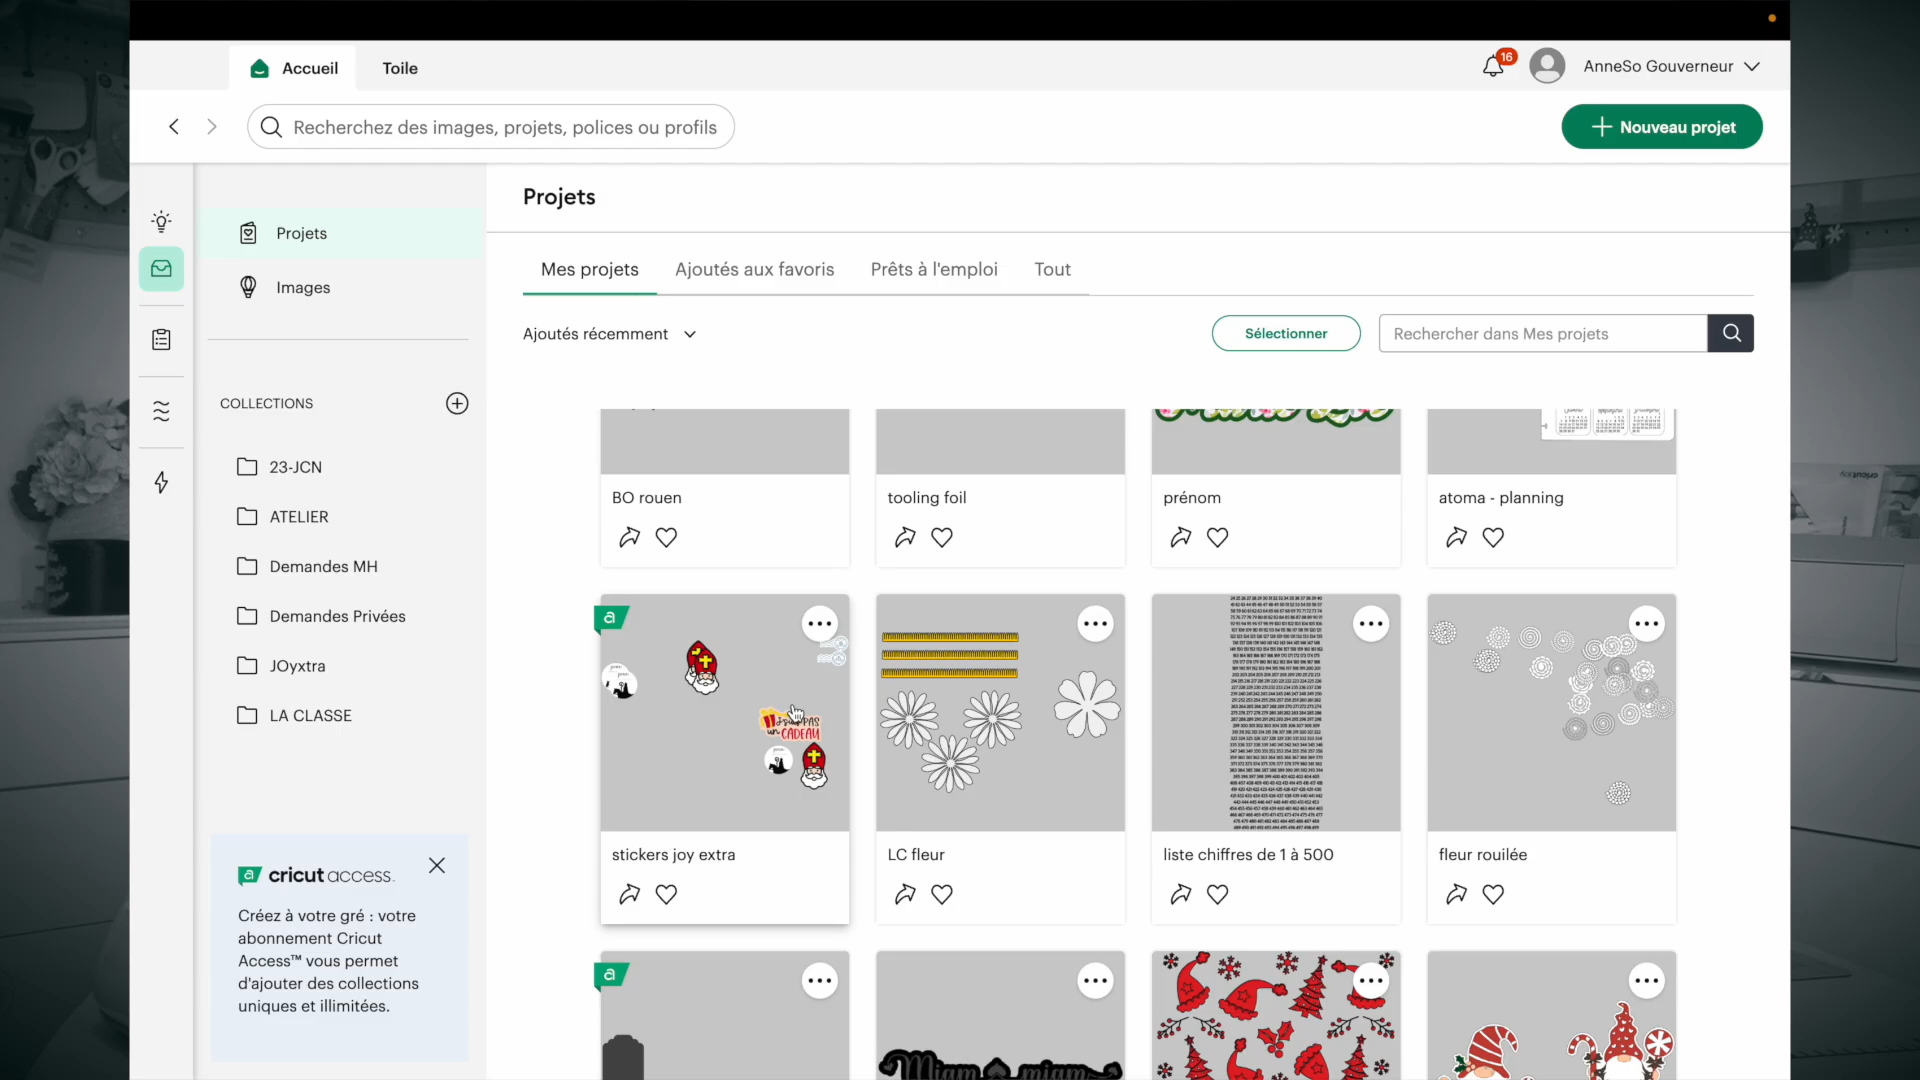 Accueil
Toile
16
AnneSo Gouverneur
Recherchez des images, projets, polices ou profils
Nouveau projet
Projets
Images
COLLECTIONS
23-JCN
ATELIER
Demandes MH
Demandes Privées
JOyxtra
LA CLASSE
a cricut access.
Créez à votre gré : votre
abonnement Cricut
Access™ vous permet
d'ajouter des collections
uniques et illimitées.
Projets
Mes projets
Ajoutés aux favoris
Prêts à l'emploi
Tout
Ajoutés récemment
Sélectionner
Rechercher dans Mes projets
BO rouen
tooling foil
prénom
atoma - planning
a
un CADEAU
stickers joy extra
LC fleur
liste chiffres de 1 à 500
fleur rouilée
a
Miam miam